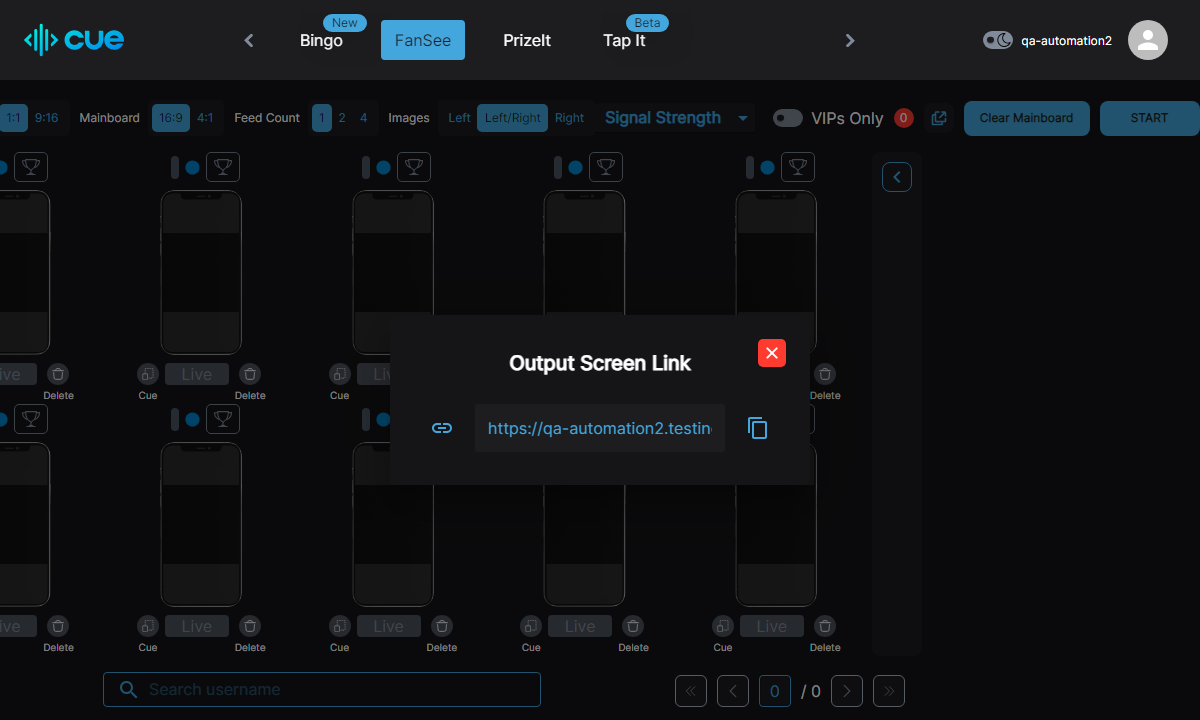 cue
Bingo New
FanSee
PrizeIt
Tap It Beta
qa-automation2
1:1 9:16 Mainboard 16:9 4:1 Feed Count 1 2 4 Images Left Left/Right Right Signal Strength VIPs Only 0 Clear Mainboard START
Live Live
Cue Cue
Delete Delete Delete
Output Screen Link
https://qa-automation2.testing
Live Live Live Live
Delete Cue Delete Cue Delete Cue Delete Cue Delete
Search username
0 / 0